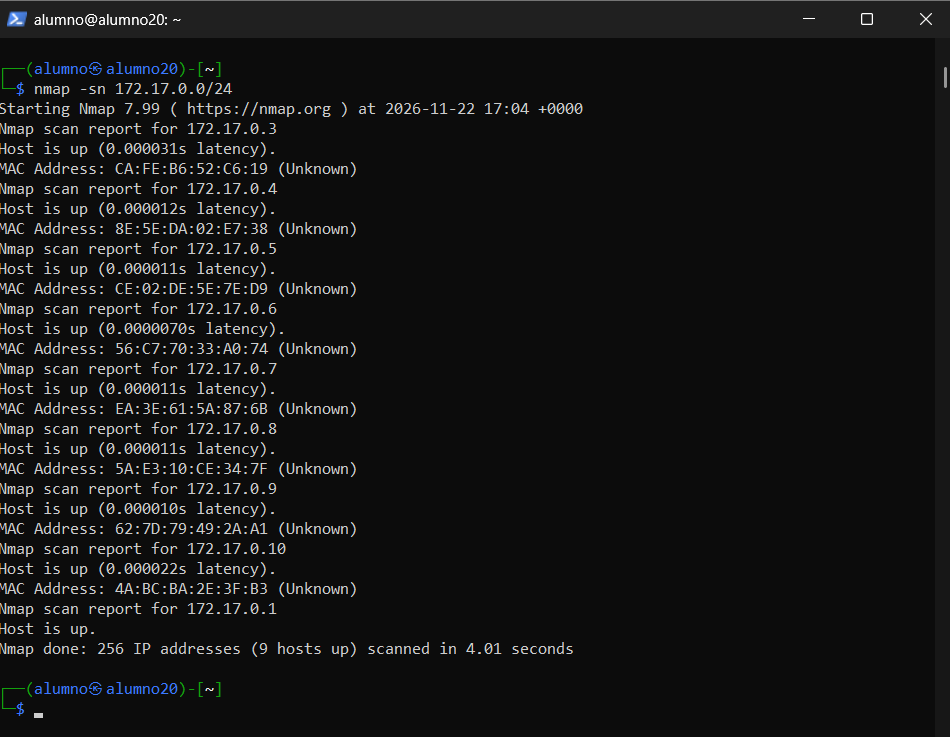 alumno@alumno20: ~
┌──(alumno㉿alumno20)-[~]
└─$ nmap -sn 172.17.0.0/24
Starting Nmap 7.99 ( https://nmap.org ) at 2026-11-22 17:04 +0000
Nmap scan report for 172.17.0.3
Host is up (0.000031s latency).
MAC Address: CA:FE:B6:52:C6:19 (Unknown)
Nmap scan report for 172.17.0.4
Host is up (0.000012s latency).
MAC Address: 8E:5E:DA:02:E7:38 (Unknown)
Nmap scan report for 172.17.0.5
Host is up (0.000011s latency).
MAC Address: CE:02:DE:5E:7E:D9 (Unknown)
Nmap scan report for 172.17.0.6
Host is up (0.0000070s latency).
MAC Address: 56:C7:70:33:A0:74 (Unknown)
Nmap scan report for 172.17.0.7
Host is up (0.000011s latency).
MAC Address: EA:3E:61:5A:87:6B (Unknown)
Nmap scan report for 172.17.0.8
Host is up (0.000011s latency).
MAC Address: 5A:E3:10:CE:34:7F (Unknown)
Nmap scan report for 172.17.0.9
Host is up (0.000010s latency).
MAC Address: 62:7D:79:49:2A:A1 (Unknown)
Nmap scan report for 172.17.0.10
Host is up (0.000022s latency).
MAC Address: 4A:BC:BA:2E:3F:B3 (Unknown)
Nmap scan report for 172.17.0.1
Host is up.
Nmap done: 256 IP addresses (9 hosts up) scanned in 4.01 seconds
┌──(alumno㉿alumno20)-[~]
└─$